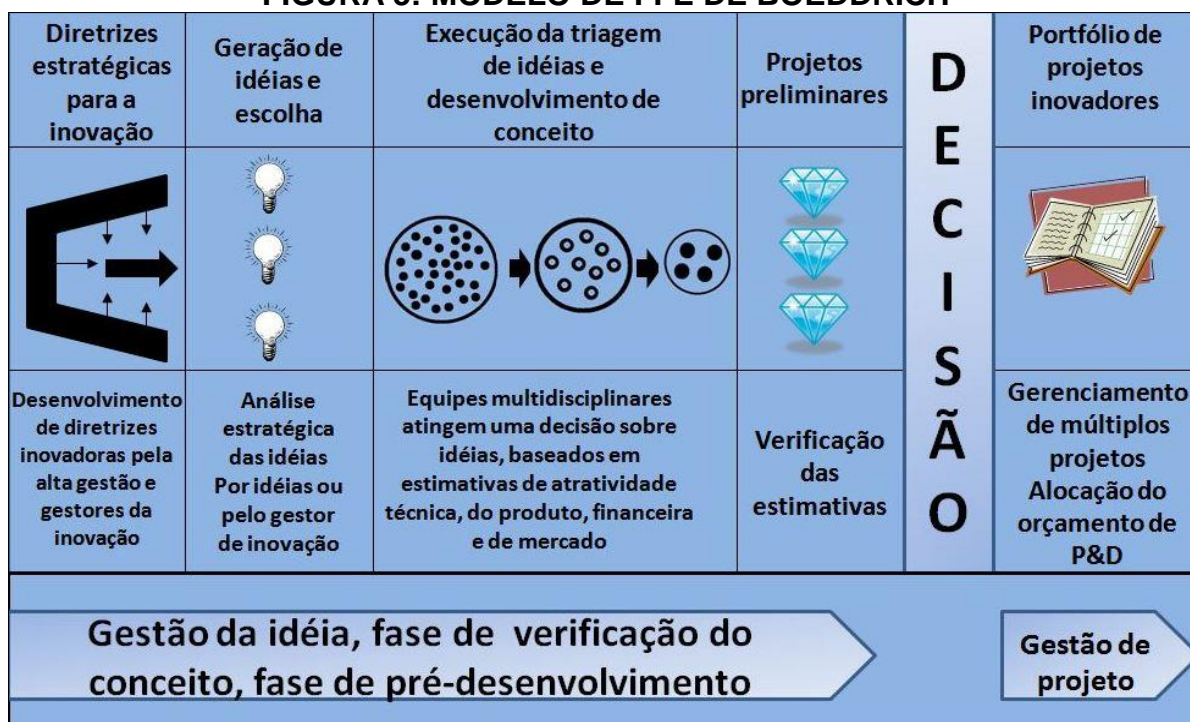 MODELO DE
Diretrizes
estratégicas
para a
inovação
Geração de
idéias e
escolha
Execução da triagem
de idéias e
desenvolvimento de
conceito
Projetos
preliminares
D
E
C
I
S
Ã
O
Portfólio de
projetos
inovadores
Desenvolvimento
de diretrizes
inovadoras pela
alta gestão e
gestores da
inovação
Análise
estratégica
das idéias
Por idéias ou
pelo gestor
de inovação
Equipes multidisciplinares
atingem uma decisão sobre
idéias, baseados em
estimativas de atratividade
técnica, do produto, financeira
e de mercado
Verificação
das
estimativas
Gerenciamento
de múltiplos
projetos
Alocação do
orçamento de
P&D
Gestão da idéia, fase de verificação do
conceito, fase de pré-desenvolvimento
Gestão de
projeto